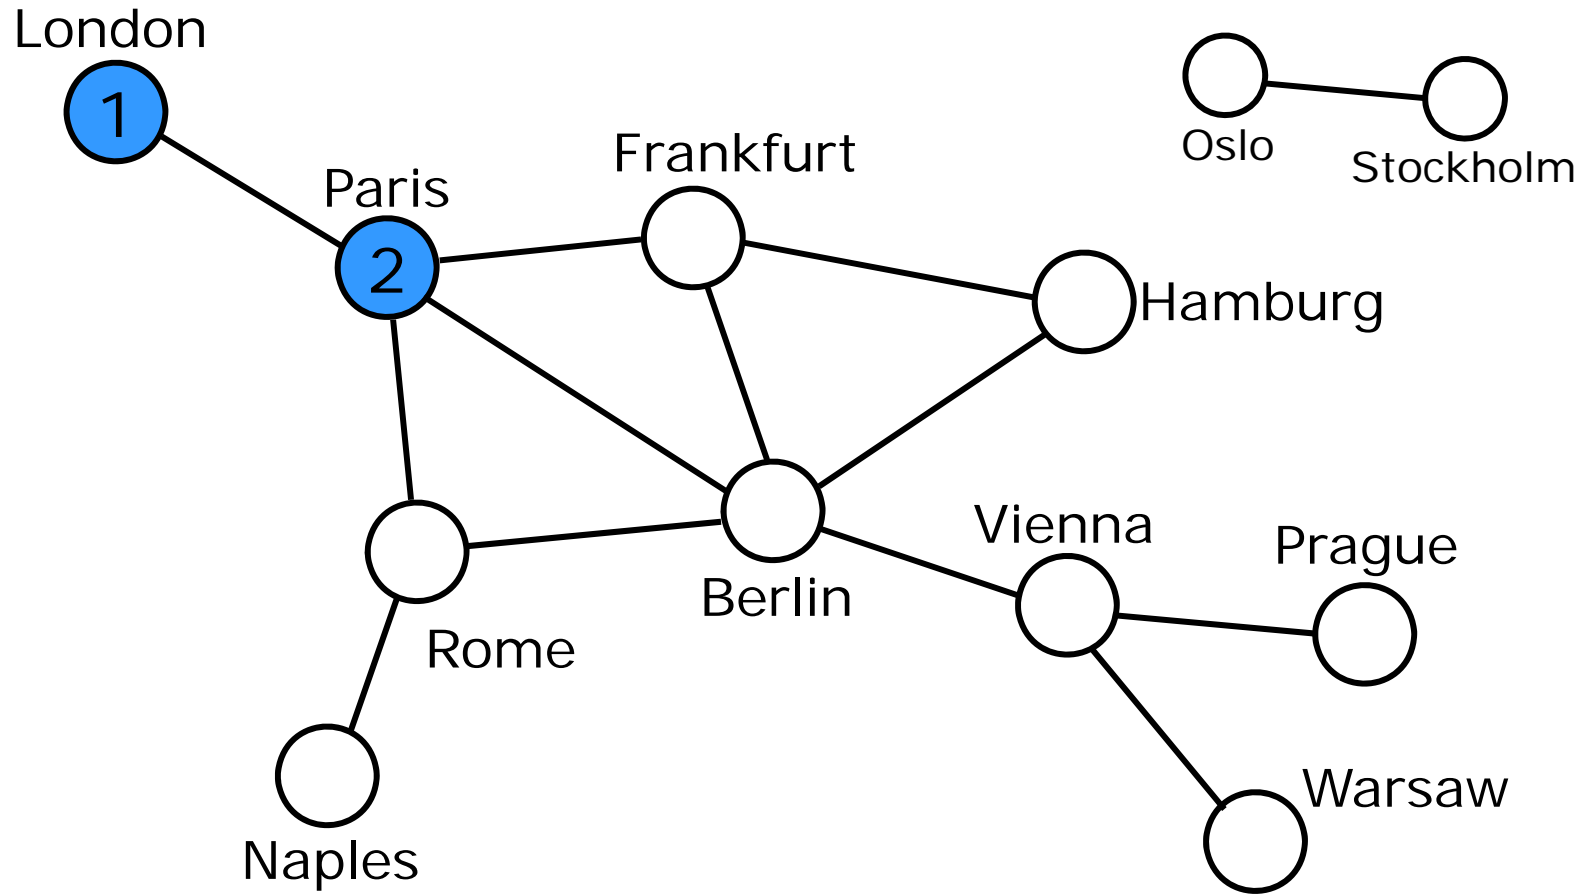 London
1
Oslo
Stockholm
Frankfurt
Paris
2
Hamburg
Vienna
Prague
Berlin
Rome
Warsaw
Naples